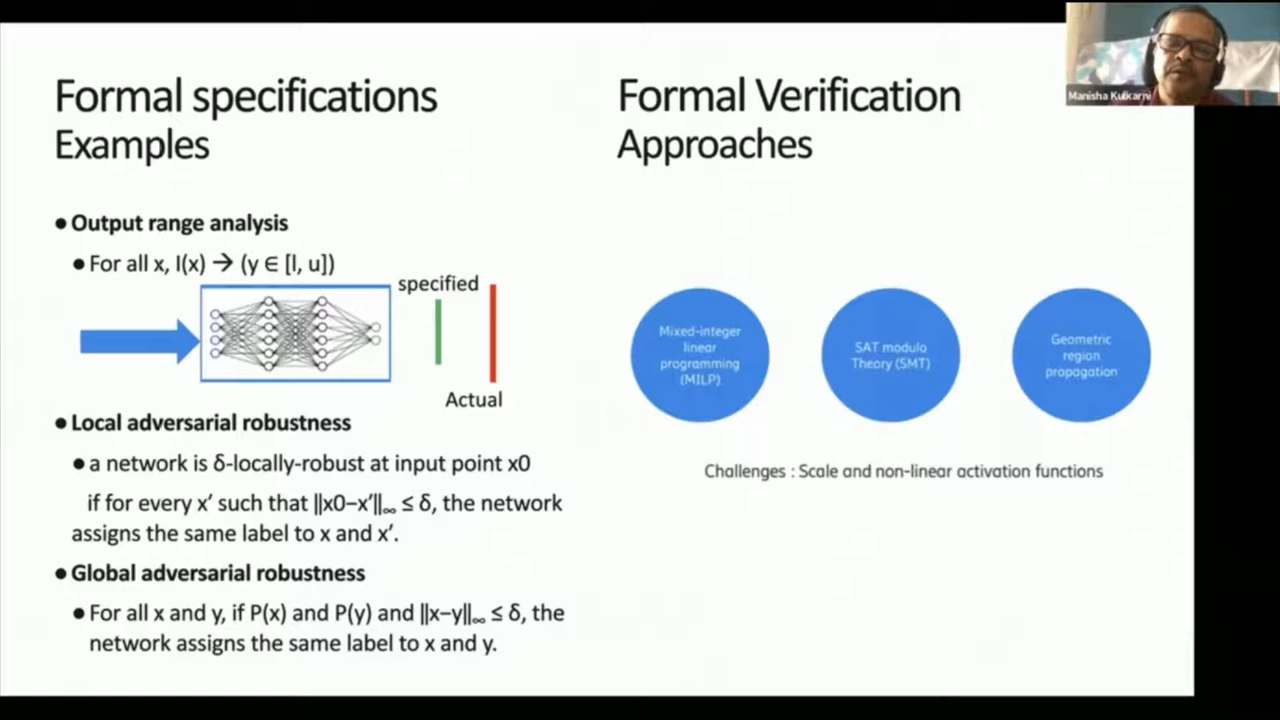 Formal specifications
Examples
● Output range analysis
● For all x, I(x) → (y ∈ [l, u])
specified
Actual
● Local adversarial robustness
● a network is δ-locally-robust at input point x0
if for every x′ such that ||x0−x′||∞ ≤ δ, the network
assigns the same label to x and x′.
● Global adversarial robustness
● For all x and y, if P(x) and P(y) and ||x−y||∞ ≤ δ, the
network assigns the same label to x and y.
Formal Verification
Approaches
Mixed-integer
linear
programming
(MILP)
SAT modulo
Theory (SMT)
Geometric
region
propagation
Challenges : Scale and non-linear activation functions
Manisha Kulkarni